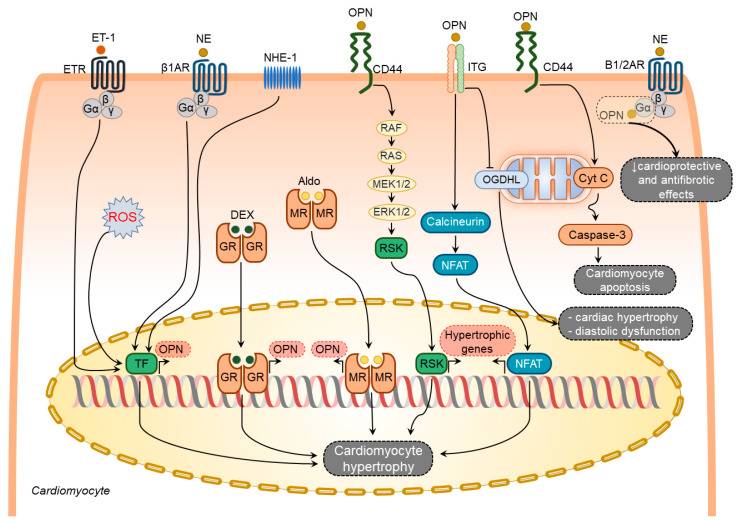 ET-1
ETR
Gα
β
γ
NE
β1AR
Gα
β
γ
NHE-1
OPN
CD44
OPN
ITG
OPN
CD44
NE
B1/2AR
β
Gα
γ
OPN
↓cardioprotective
and antifibrotic
effects
RAF
RAS
MEK1/2
ERK1/2
RSK
OGDHL
Cyt C
Caspase-3
Cardiomyocyte
apoptosis
Calcineurin
NFAT
- cardiac hypertrophy
- diastolic dysfunction
ROS
DEX
GR
GR
Aldo
MR
MR
TF
OPN
GR
GR
OPN
OPN
MR
MR
RSK
Hypertrophic
genes
NFAT
Cardiomyocyte
hypertrophy
Cardiomyocyte